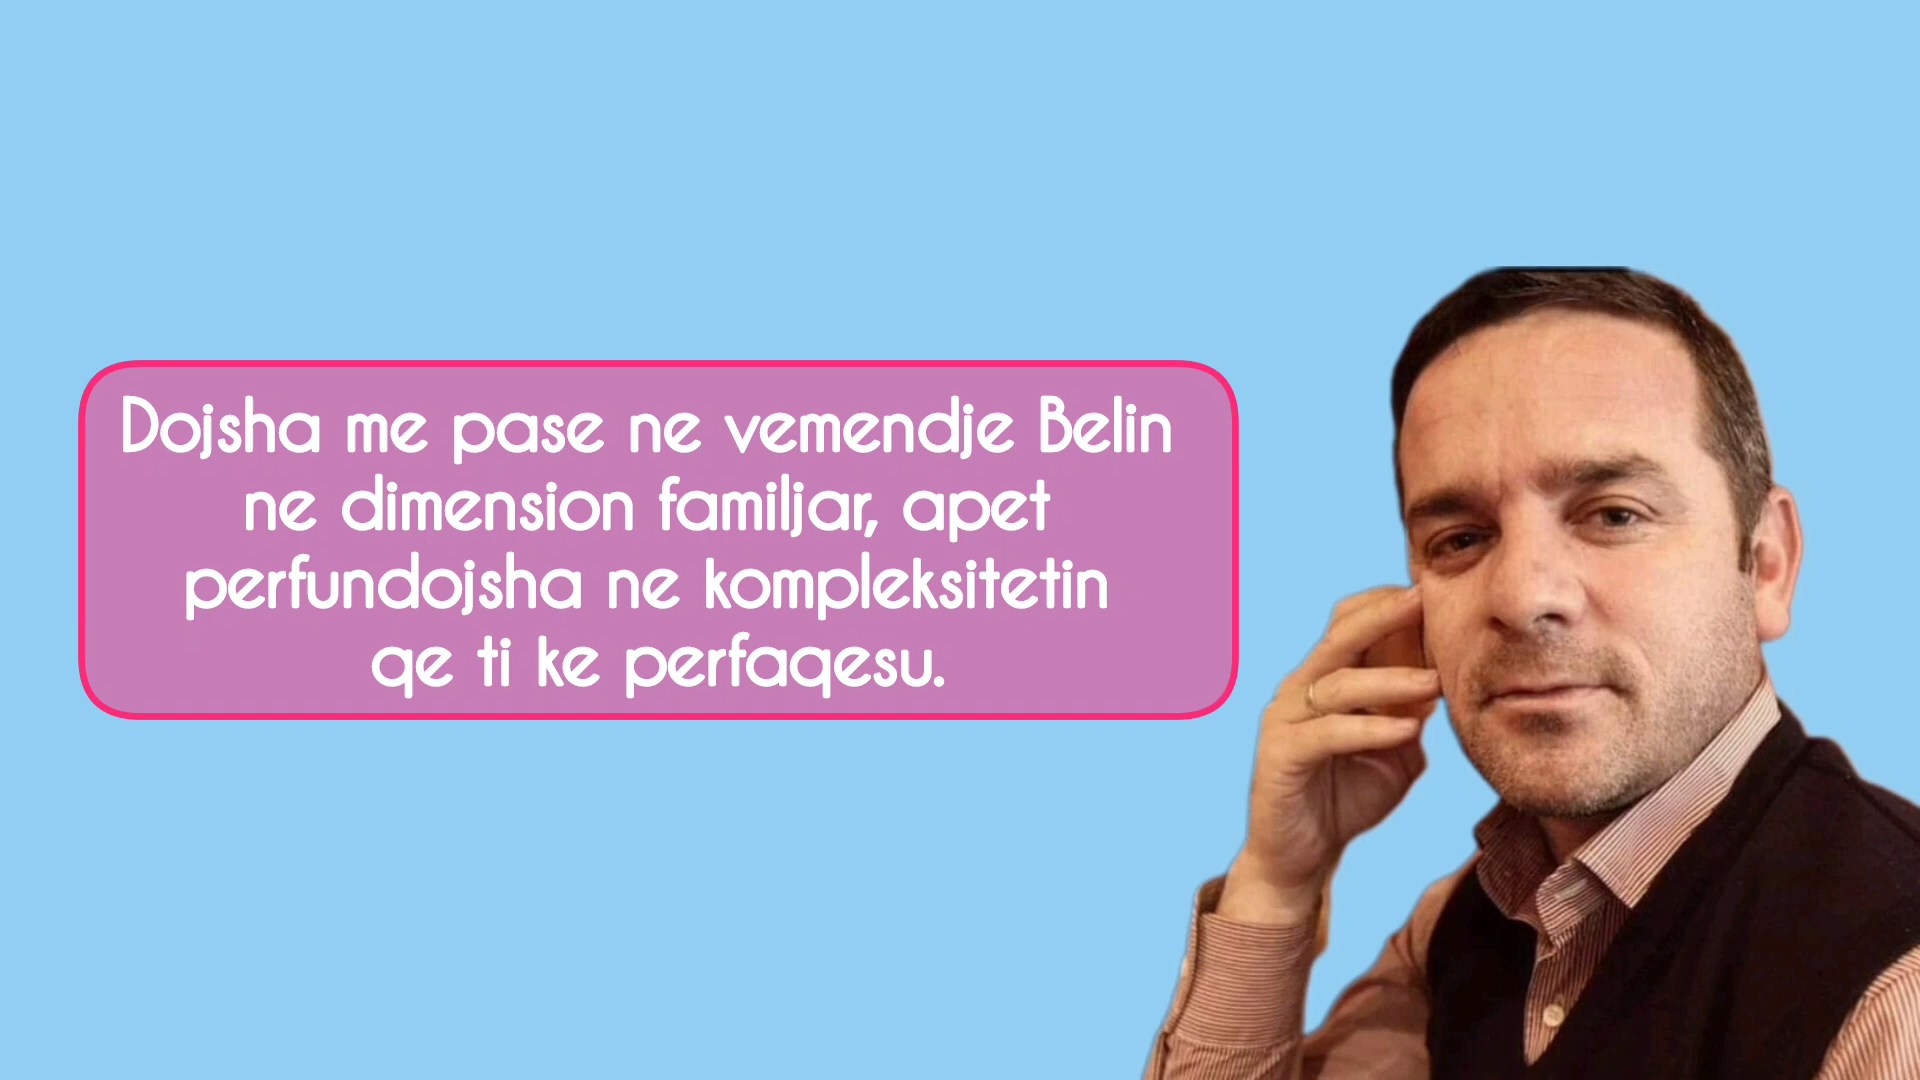 Dojsha me pase ne vemendje Belin
ne dimension familjar, apet
perfundojsha ne kompleksitetin
qe ti ke perfaqesu.